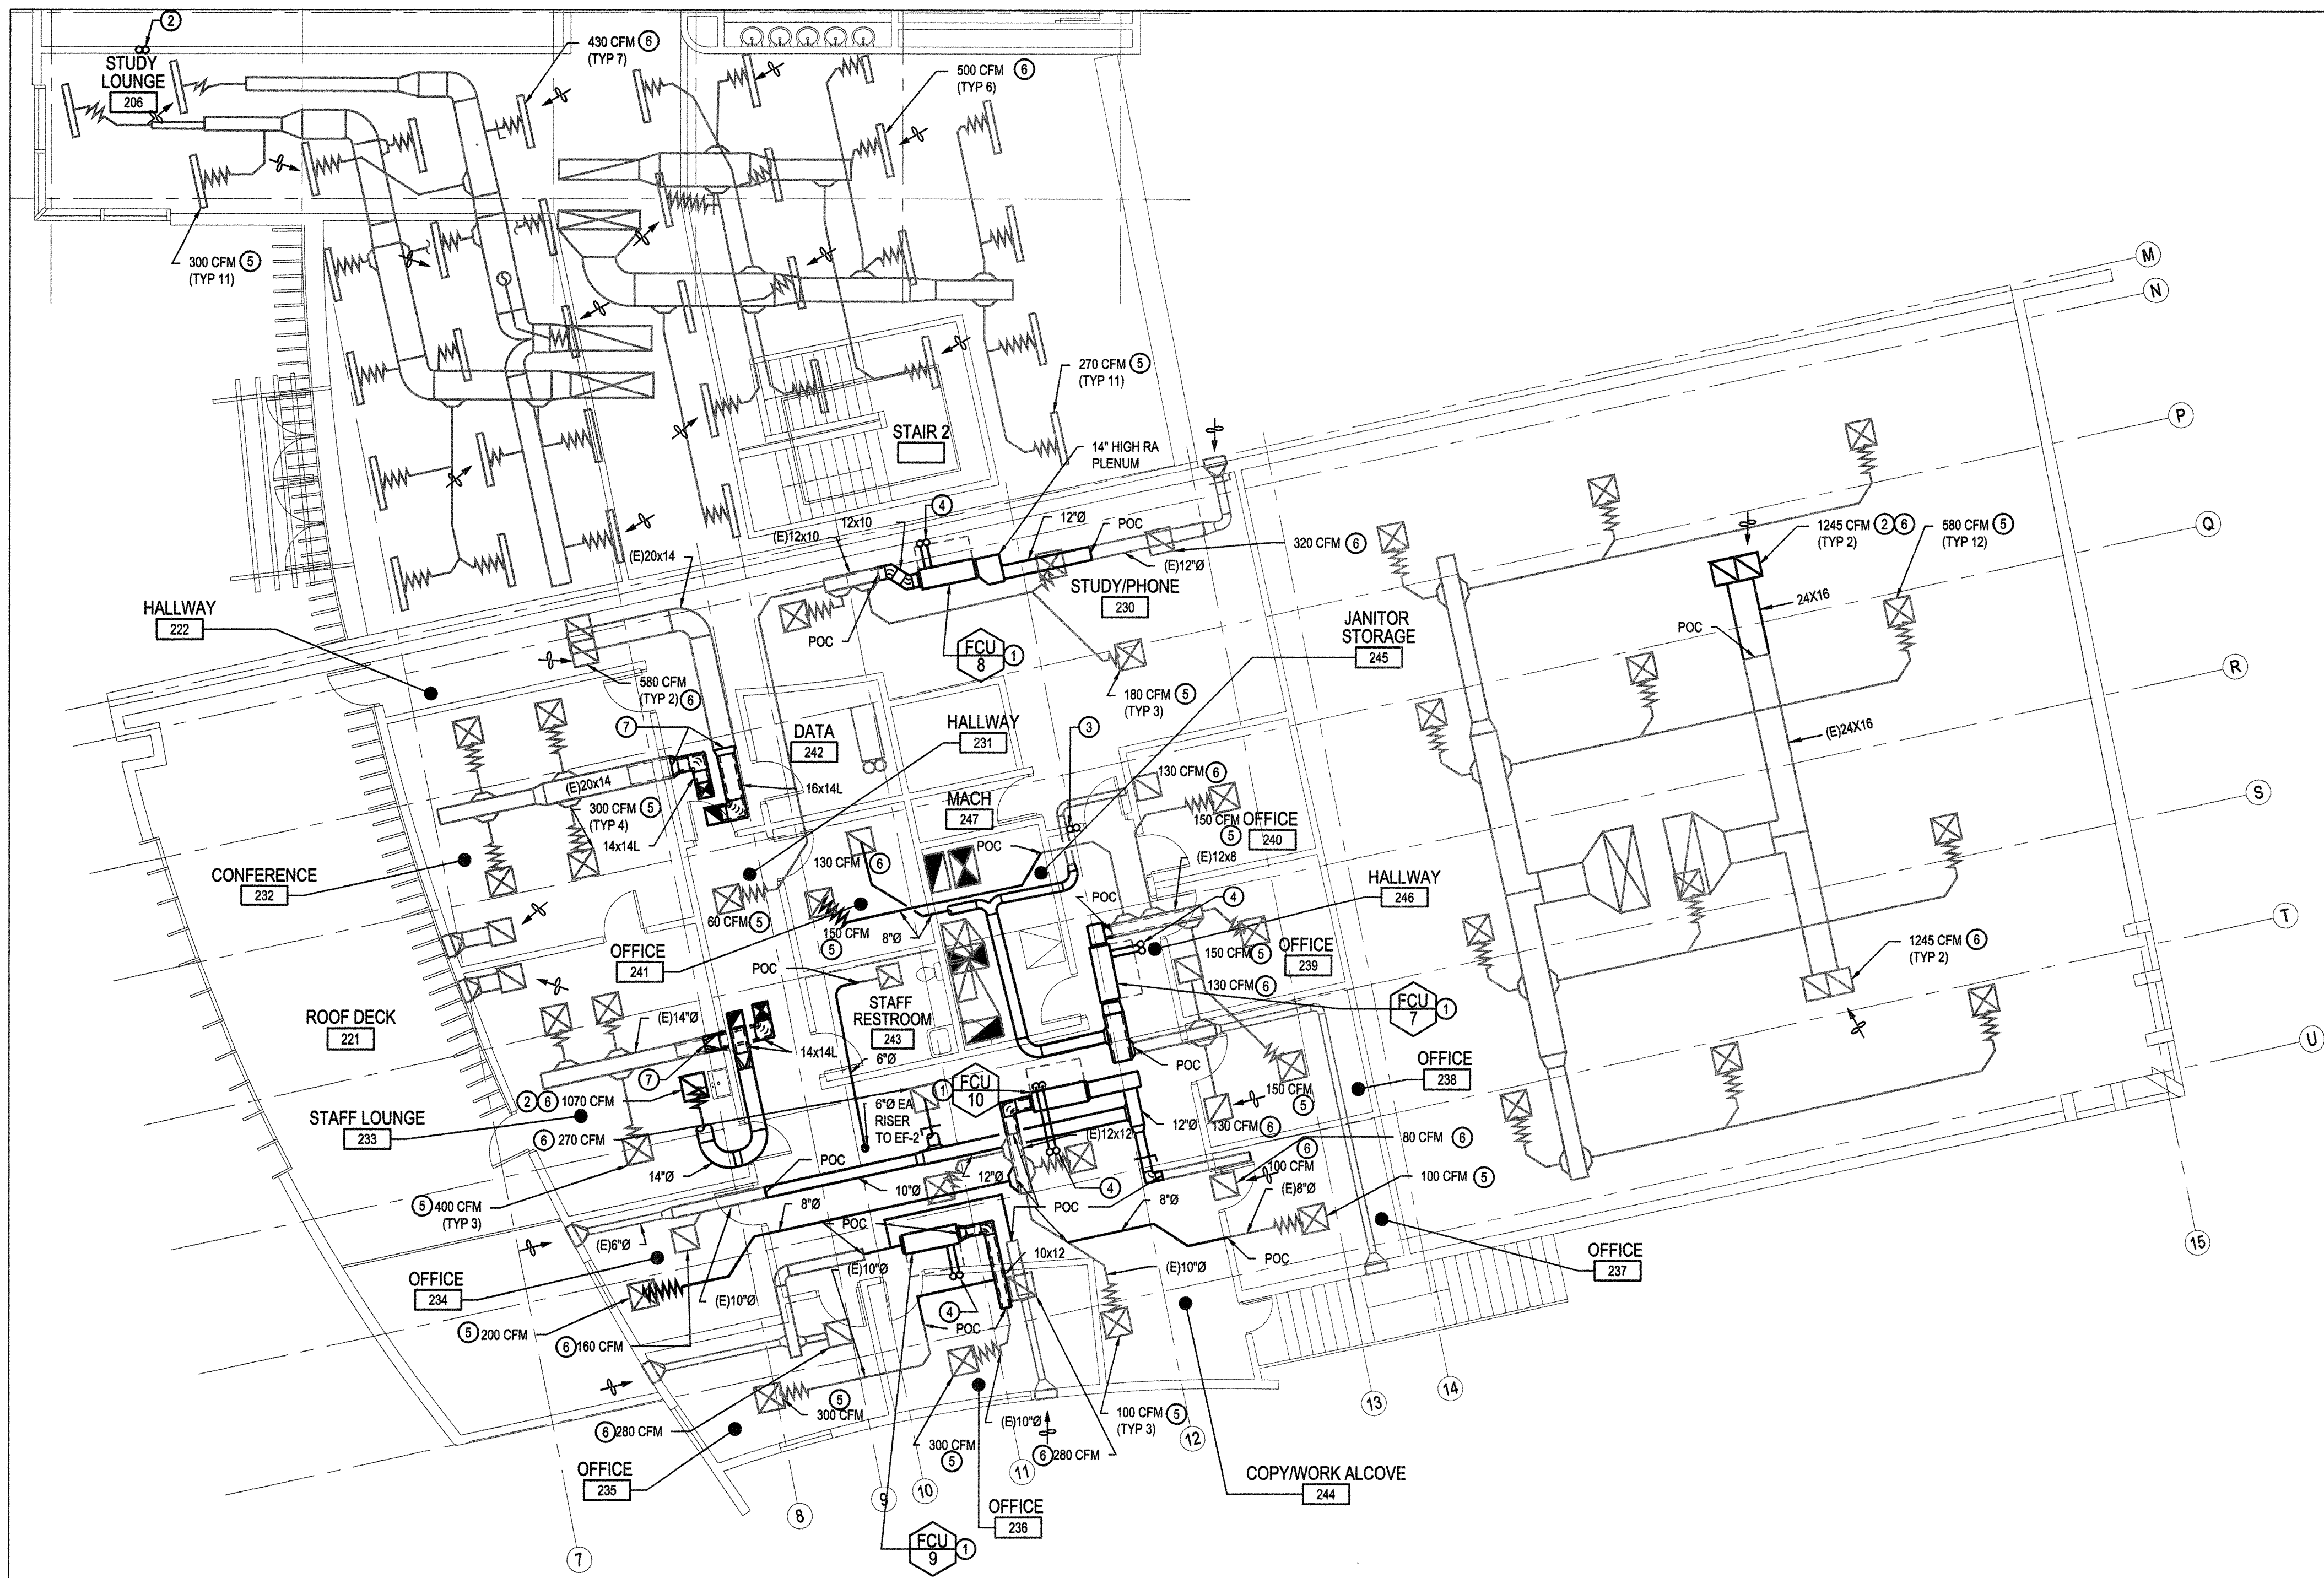 2
STUDY
LOUNGE
206
430 CFM 6
(TYP 7)
500 CFM 6
(TYP 6)
300 CFM 5
(TYP 11)
M
N
270 CFM 5
(TYP 11)
P
STAIR 2
14" HIGH RA
PLENUM
4
12x10
12"Ø
POC
(E)12x10
(E)20x14
320 CFM 6
(E)12"Ø
1245 CFM 2 6
(TYP 2)
580 CFM 5
(TYP 12)
Q
HALLWAY
222
STUDY/PHONE
230
POC
JANITOR
STORAGE
245
24X16
POC
FCU
8
1
580 CFM
(TYP 2) 6
180 CFM 5
(TYP 3)
R
7
DATA
242
HALLWAY
231
3
(E)24X16
(E)20x14
16x14L
130 CFM 6
300 CFM 5
(TYP 4)
14x14L
MACH
247
150 CFM
5
OFFICE
240
S
POC
(E)12x8
130 CFM 6
CONFERENCE
232
HALLWAY
246
60 CFM 5
POC
4
150 CFM
5
8"Ø
T
OFFICE
241
150 CFM 5
OFFICE
239
1245 CFM 6
(TYP 2)
POC
130 CFM 6
STAFF
RESTROOM
243
FCU
7
1
ROOF DECK
221
(E)14"Ø
14x14L
6"Ø
POC
U
7
OFFICE
238
2 6 1070 CFM
1
FCU
10
150 CFM
5
STAFF LOUNGE
233
6"Ø EA
RISER
TO EF-2
(E)12x12
12"Ø
130 CFM 6
80 CFM 6
6 270 CFM
6
100 CFM
14"Ø
POC
10"Ø
12"Ø
4
100 CFM 5
5 400 CFM
(TYP 3)
8"Ø
POC
POC
8"Ø
(E)8"Ø
15
(E)6"Ø
10x12
POC
OFFICE
237
OFFICE
234
(E)10"Ø
(E)10"Ø
(E)10"Ø
4
5 200 CFM
POC
6 160 CFM
14
13
5
300 CFM
(E)10"Ø
100 CFM 5
(TYP 3)
12
6 280 CFM
300 CFM
5
6 280 CFM
11
OFFICE
235
10
9
8
OFFICE
236
COPY/WORK ALCOVE
244
FCU
9
1
7